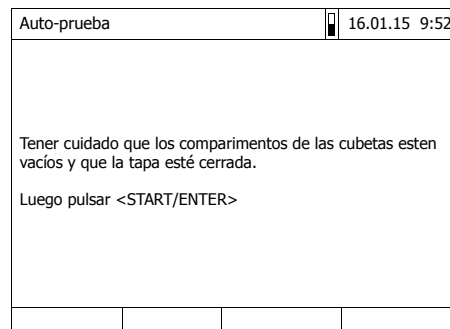 Auto-prueba 16.01.15 9:52
Tener cuidado que los comparimentos de las cubetas esten
vacíos y que la tapa esté cerrada.
Luego pulsar <START/ENTER>